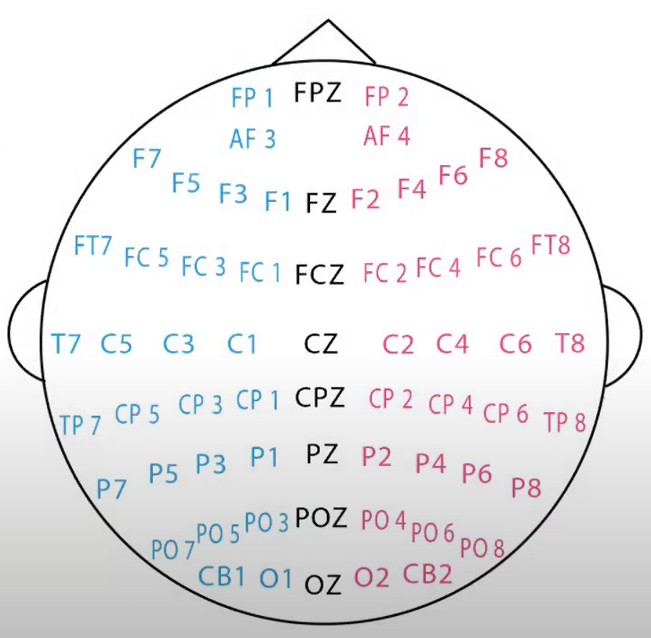 FP 1 FPZ FP 2
AF 3 AF 4
F7 F5 F3 F1 FZ F2 F4 F6 F8
FT7 FC 5 FC 3 FC 1 FCZ FC 2 FC 4 FC 6 FT8
T7 C5 C3 C1 CZ C2 C4 C6 T8
TP 7 CP 5 CP 3 CP 1 CPZ CP 2 CP 4 CP 6 TP 8
P7 P5 P3 P1 PZ P2 P4 P6 P8
PO 7 PO 5 PO 3 POZ PO 4 PO 6 PO 8
CB1 O1 OZ O2 CB2